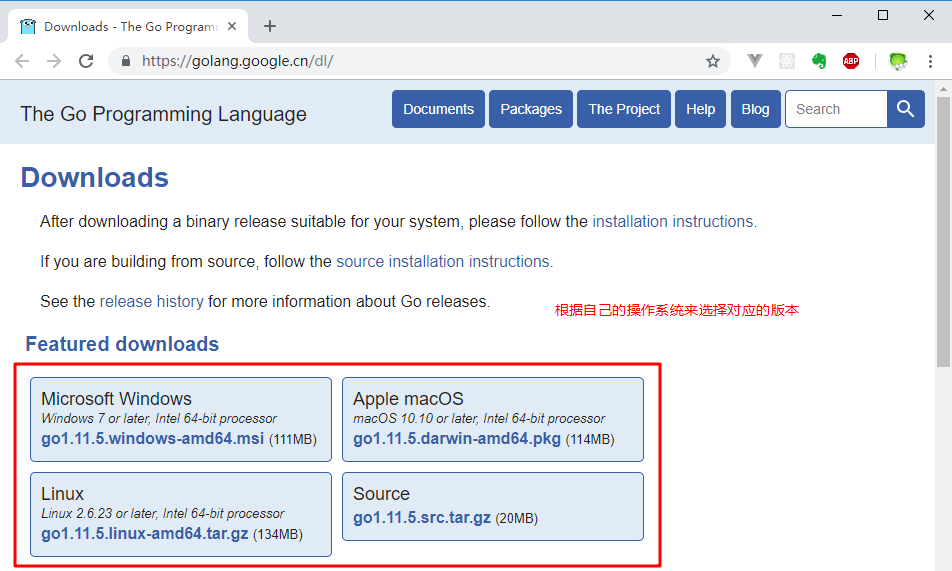 Downloads - The Go Programm
https://golang.google.cn/dl/
ABP
The Go Programming Language
Documents
Packages
The Project
Help
Blog
Search
Downloads
After downloading a binary release suitable for your system, please follow the installation instructions.
If you are building from source, follow the source installation instructions.
See the release history for more information about Go releases.
根据自己的操作系统来选择对应的版本
Featured downloads
Microsoft Windows
Windows 7 or later, Intel 64-bit processor
go1.11.5.windows-amd64.msi (111MB)
Apple macOS
macOS 10.10 or later, Intel 64-bit processor
go1.11.5.darwin-amd64.pkg (114MB)
Linux
Linux 2.6.23 or later, Intel 64-bit processor
go1.11.5.linux-amd64.tar.gz (134MB)
Source
go1.11.5.src.tar.gz (20MB)